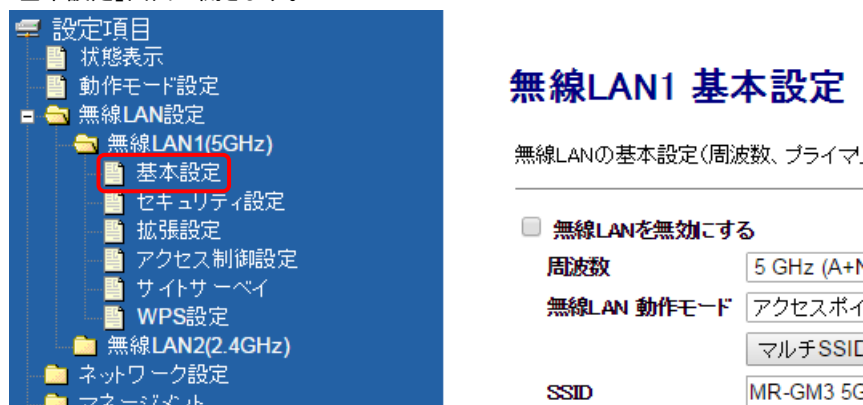 設定項目
状態表示
動作モード設定
無線LAN設定
無線LAN1(5GHz)
基本設定
セキュリティ設定
拡張設定
アクセス制御設定
サイトサーベイ
WPS設定
無線LAN2(2.4GHz)
ネットワーク設定
マネージメント
無線LAN1 基本設定
無線LANの基本設定(周波数、プライマ
無線LANを無効にする
周波数 5 GHz (A+N
無線LAN 動作モード アクセスポイ
マルチSSID
SSID MR-GM3 5G